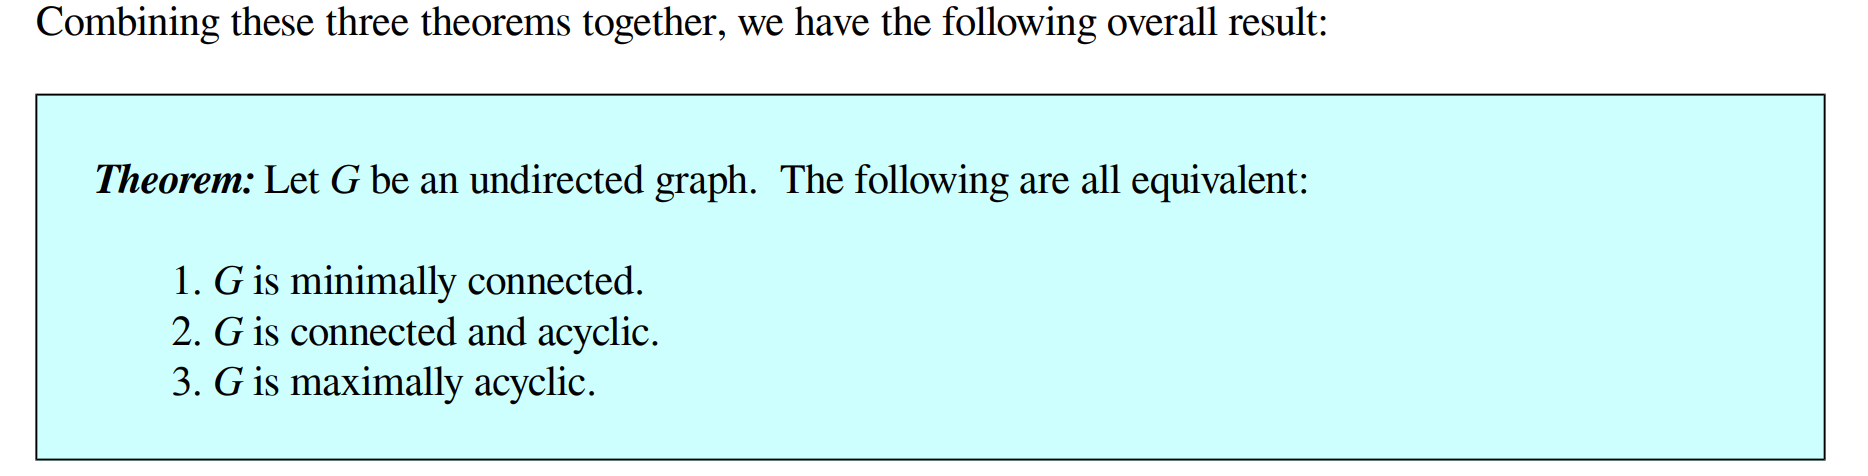 Combining these three theorems together, we have the following overall result:
Theorem: Let G be an undirected graph. The following are all equivalent:
1. G is minimally connected.
2. G is connected and acyclic.
3. G is maximally acyclic.